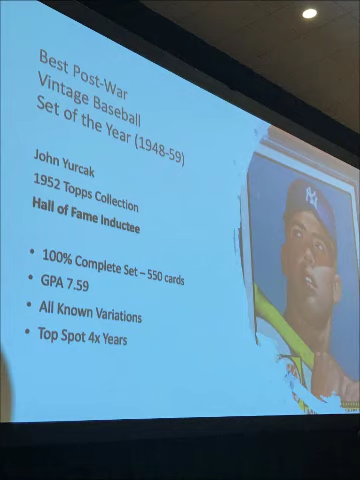 Best Post-War
Vintage Baseball
Set of the Year (1948-59)
John Yurcak
1952 Topps Collection
Hall of Fame Inductee
• 100% Complete Set – 550 cards
• GPA 7.59
• All Known Variations
• Top Spot 4x Years
NY